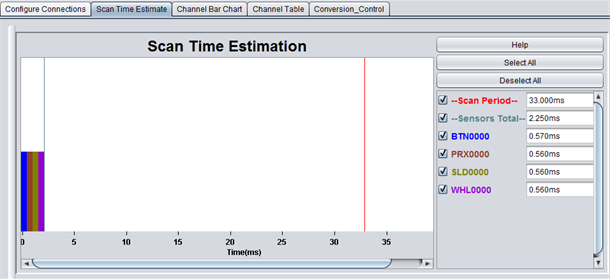 Configure Connections Scan Time Estimate Channel Bar Chart Channel Table Conversion_Control
Scan Time Estimation
Help
Select All
Deselect All
--Scan Period-- 33.000ms
--Sensors Total-- 2.250ms
BTN0000 0.570ms
PRX0000 0.560ms
SLD0000 0.560ms
WHL0000 0.560ms
0 5 10 15 20 25 30 35
Time(ms)